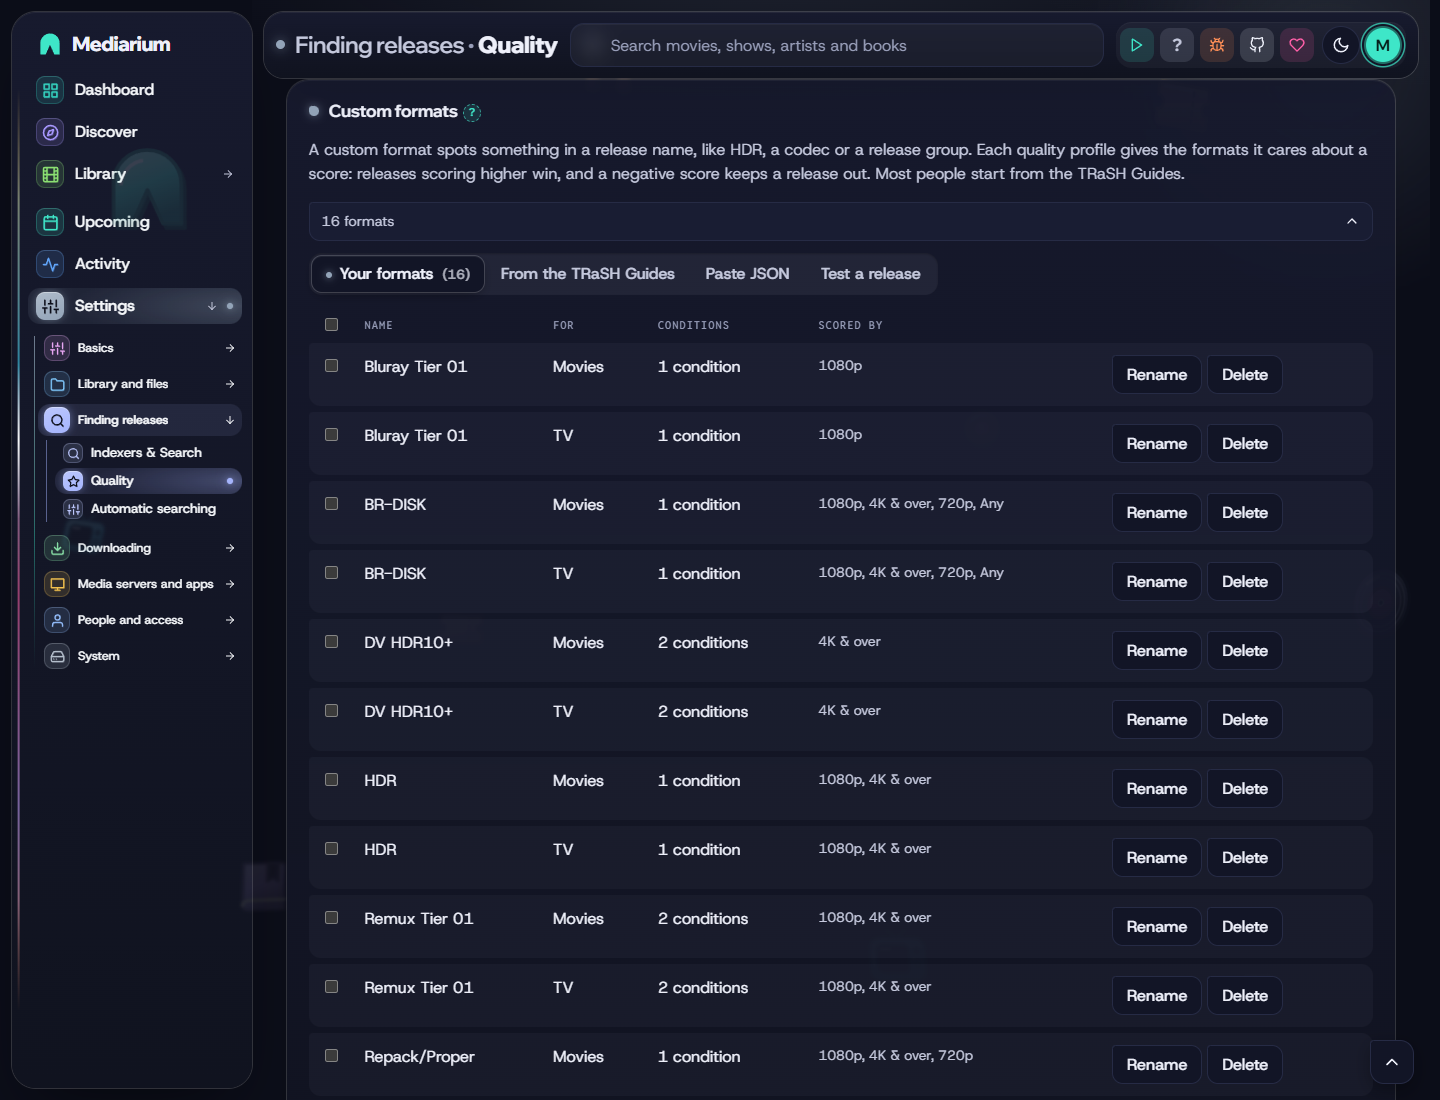 Mediarium
Dashboard
Discover
Library
Upcoming
Activity
Settings
Basics
Library and files
Finding releases
Indexers & Search
Quality
Automatic searching
Downloading
Media servers and apps
People and access
System
Finding releases · Quality
Search movies, shows, artists and books
?
M
Custom formats ?
A custom format spots something in a release name, like HDR, a codec or a release group. Each quality profile gives the formats it cares about a
score: releases scoring higher win, and a negative score keeps a release out. Most people start from the TRaSH Guides.
16 formats
Your formats (16) From the TRaSH Guides Paste JSON Test a release
NAME FOR CONDITIONS SCORED BY
Bluray Tier 01 Movies 1 condition 1080p Rename Delete
Bluray Tier 01 TV 1 condition 1080p Rename Delete
BR-DISK Movies 1 condition 1080p, 4K & over, 720p, Any Rename Delete
BR-DISK TV 1 condition 1080p, 4K & over, 720p, Any Rename Delete
DV HDR10+ Movies 2 conditions 4K & over Rename Delete
DV HDR10+ TV 2 conditions 4K & over Rename Delete
HDR Movies 1 condition 1080p, 4K & over Rename Delete
HDR TV 1 condition 1080p, 4K & over Rename Delete
Remux Tier 01 Movies 2 conditions 1080p, 4K & over Rename Delete
Remux Tier 01 TV 2 conditions 1080p, 4K & over Rename Delete
Repack/Proper Movies 1 condition 1080p, 4K & over, 720p Rename Delete